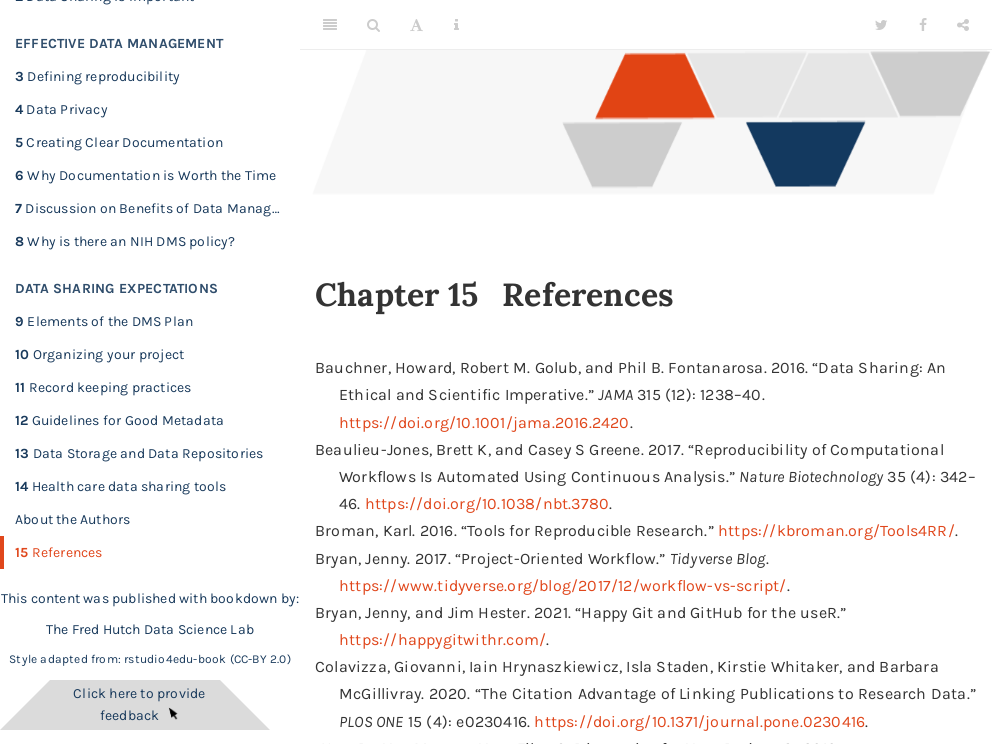 EFFECTIVE DATA MANAGEMENT
3 Defining reproducibility
4 Data Privacy
5 Creating Clear Documentation
6 Why Documentation is Worth the Time
7 Discussion on Benefits of Data Manag…
8 Why is there an NIH DMS policy?
DATA SHARING EXPECTATIONS
9 Elements of the DMS Plan
10 Organizing your project
11 Record keeping practices
12 Guidelines for Good Metadata
13 Data Storage and Data Repositories
14 Health care data sharing tools
About the Authors
15 References
This content was published with bookdown by:
The Fred Hutch Data Science Lab
Style adapted from: rstudio4edu-book (CC-BY 2.0)
Click here to provide
feedback
Chapter 15 References
Bauchner, Howard, Robert M. Golub, and Phil B. Fontanarosa. 2016. “Data Sharing: An
Ethical and Scientific Imperative.” JAMA 315 (12): 1238–40.
https://doi.org/10.1001/jama.2016.2420.
Beaulieu-Jones, Brett K, and Casey S Greene. 2017. “Reproducibility of Computational
Workflows Is Automated Using Continuous Analysis.” Nature Biotechnology 35 (4): 342–
46. https://doi.org/10.1038/nbt.3780.
Broman, Karl. 2016. “Tools for Reproducible Research.” https://kbroman.org/Tools4RR/.
Bryan, Jenny. 2017. “Project-Oriented Workflow.” Tidyverse Blog.
https://www.tidyverse.org/blog/2017/12/workflow-vs-script/.
Bryan, Jenny, and Jim Hester. 2021. “Happy Git and GitHub for the useR.”
https://happygitwithr.com/.
Colavizza, Giovanni, Iain Hrynaszkiewicz, Isla Staden, Kirstie Whitaker, and Barbara
McGillivray. 2020. “The Citation Advantage of Linking Publications to Research Data.”
PLOS ONE 15 (4): e0230416. https://doi.org/10.1371/journal.pone.0230416.